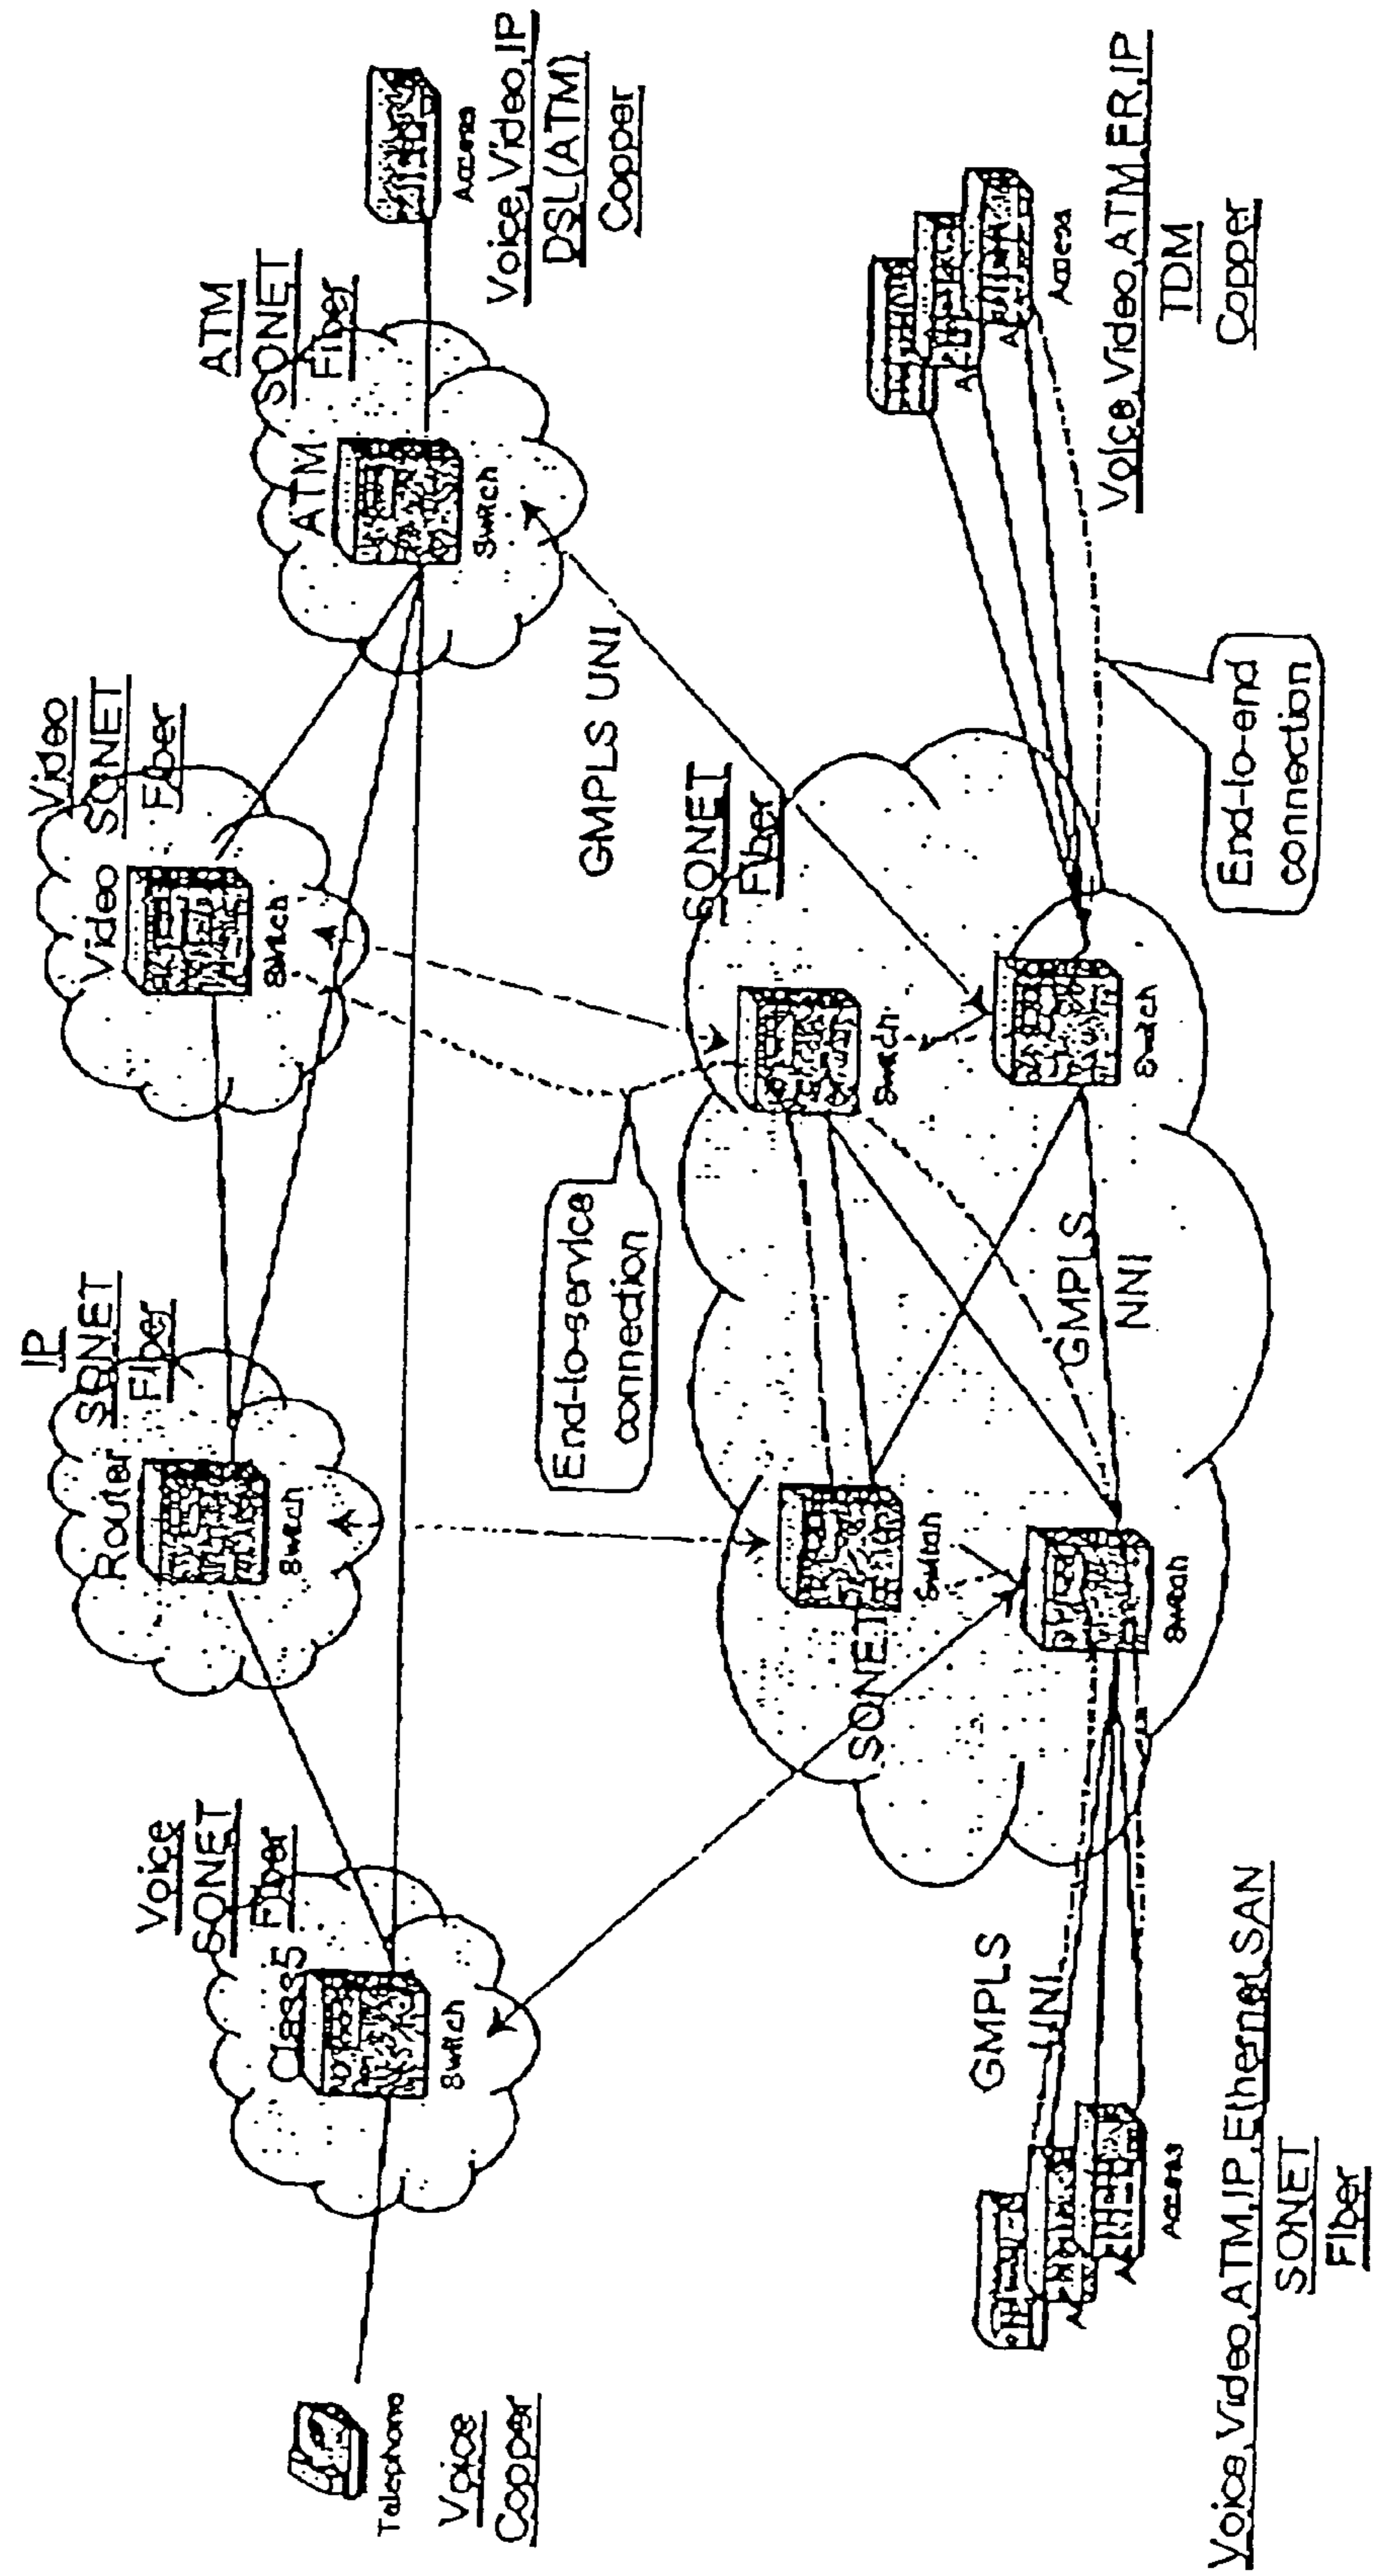 Voice
SONET
Fiber
Class5
Switch
Telephone
Voice
Copper
IP
SONET
Fiber
Router
Switch
Video
SONET
Fiber
Video
Switch
ATM
SONET
Fiber
ATM
Switch
Access
Voice,Video,IP
DSL(ATM)
Copper
End-to-service
connection
GMPLS UNI
SONET
Fiber
SONET
Switch
Switch
Switch
Switch
GMPLS
NNI
GMPLS
UNI
Access
Voice,Video,ATM,IP,Ethernet,SAN
SONET
Fiber
End-to-end
connection
A
A
Access
Voice,Video,ATM,FR,IP
TDM
Copper